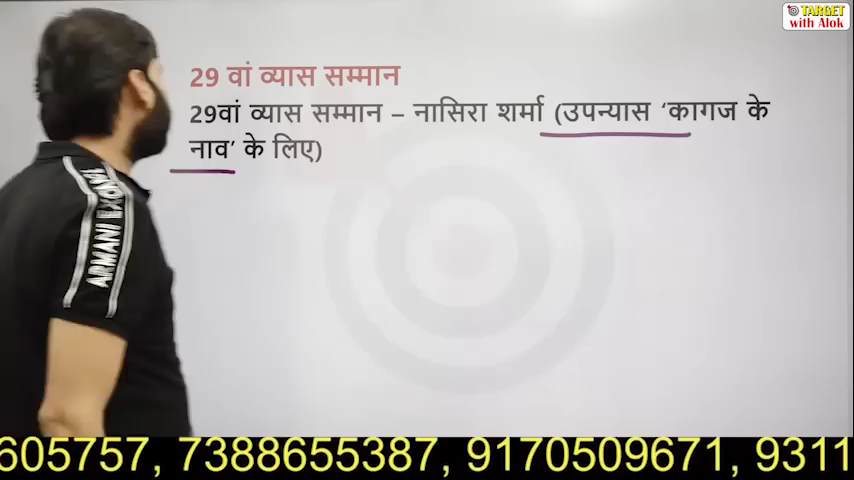 TARGET
with Alok
29 वां व्यास सम्मान
29वां व्यास सम्मान – नासिरा शर्मा (उपन्यास ‘कागज के
नाव’ के लिए)
ARMANI EXCHANGE
605757, 7388655387, 9170509671, 9311